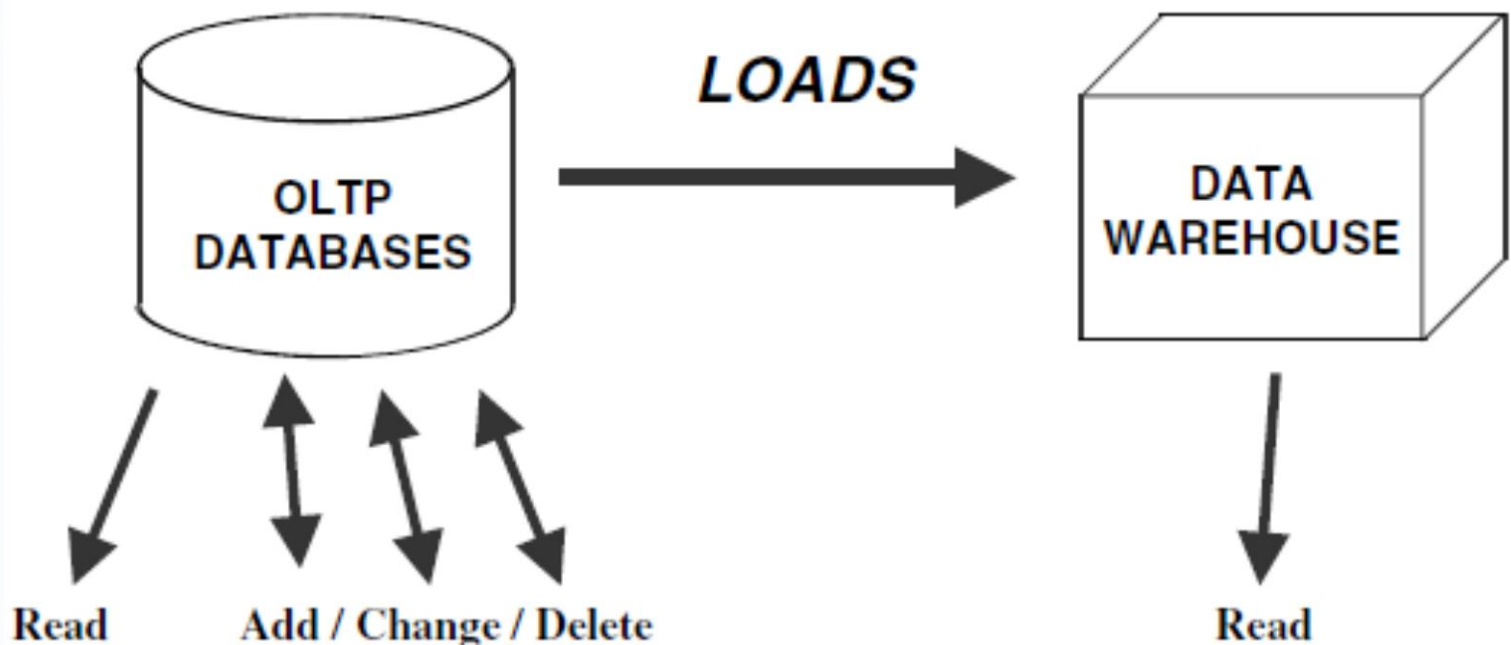 LOADS
OLTP
DATABASES
DATA
WAREHOUSE
Read
Add / Change / Delete
Read